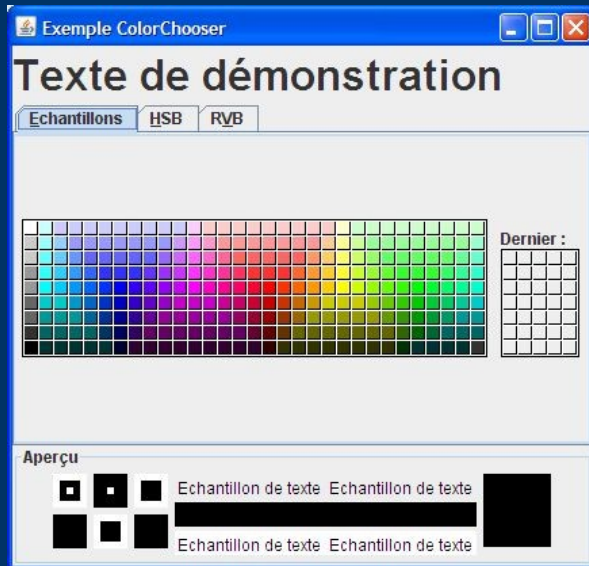 Exemple ColorChooser
Texte de démonstration
Echantillons HSB RVB
Dernier :
Aperçu
Echantillon de texte Echantillon de texte
Echantillon de texte Echantillon de texte